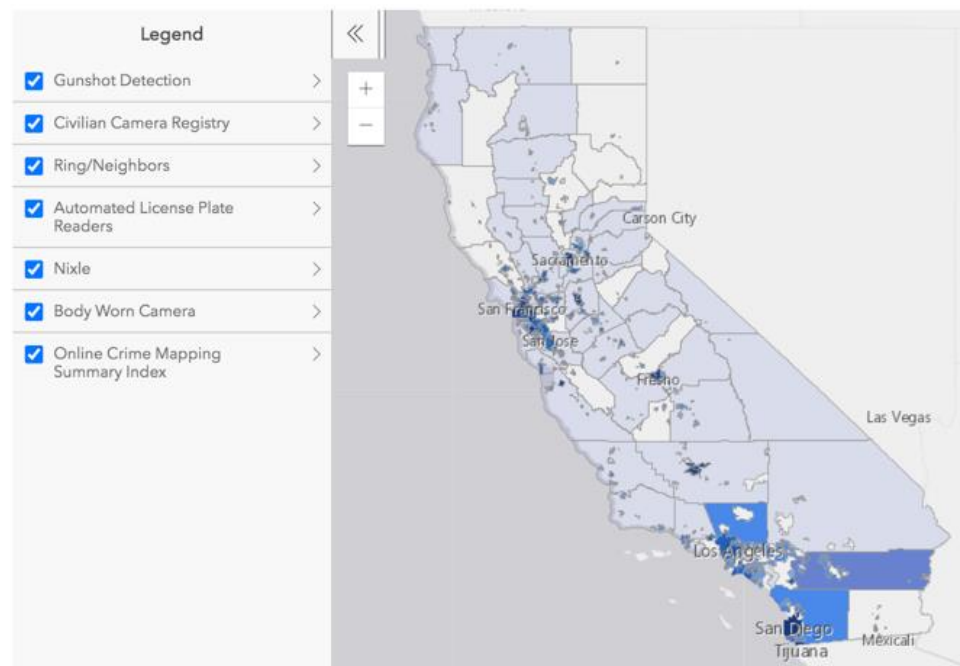 Legend
Gunshot Detection
Civilian Camera Registry
Ring/Neighbors
Automated License Plate
Readers
Nixle
Body Worn Camera
Online Crime Mapping
Summary Index
+
−
Carson City
Sacramento
San Francisco
San Jose
Fresno
Las Vegas
Los Angeles
San Diego
Mexicali
Tijuana